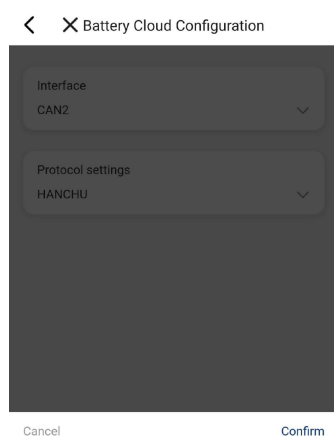 Battery Cloud Configuration
Interface
CAN2
Protocol settings
HANCHU
Cancel Confirm